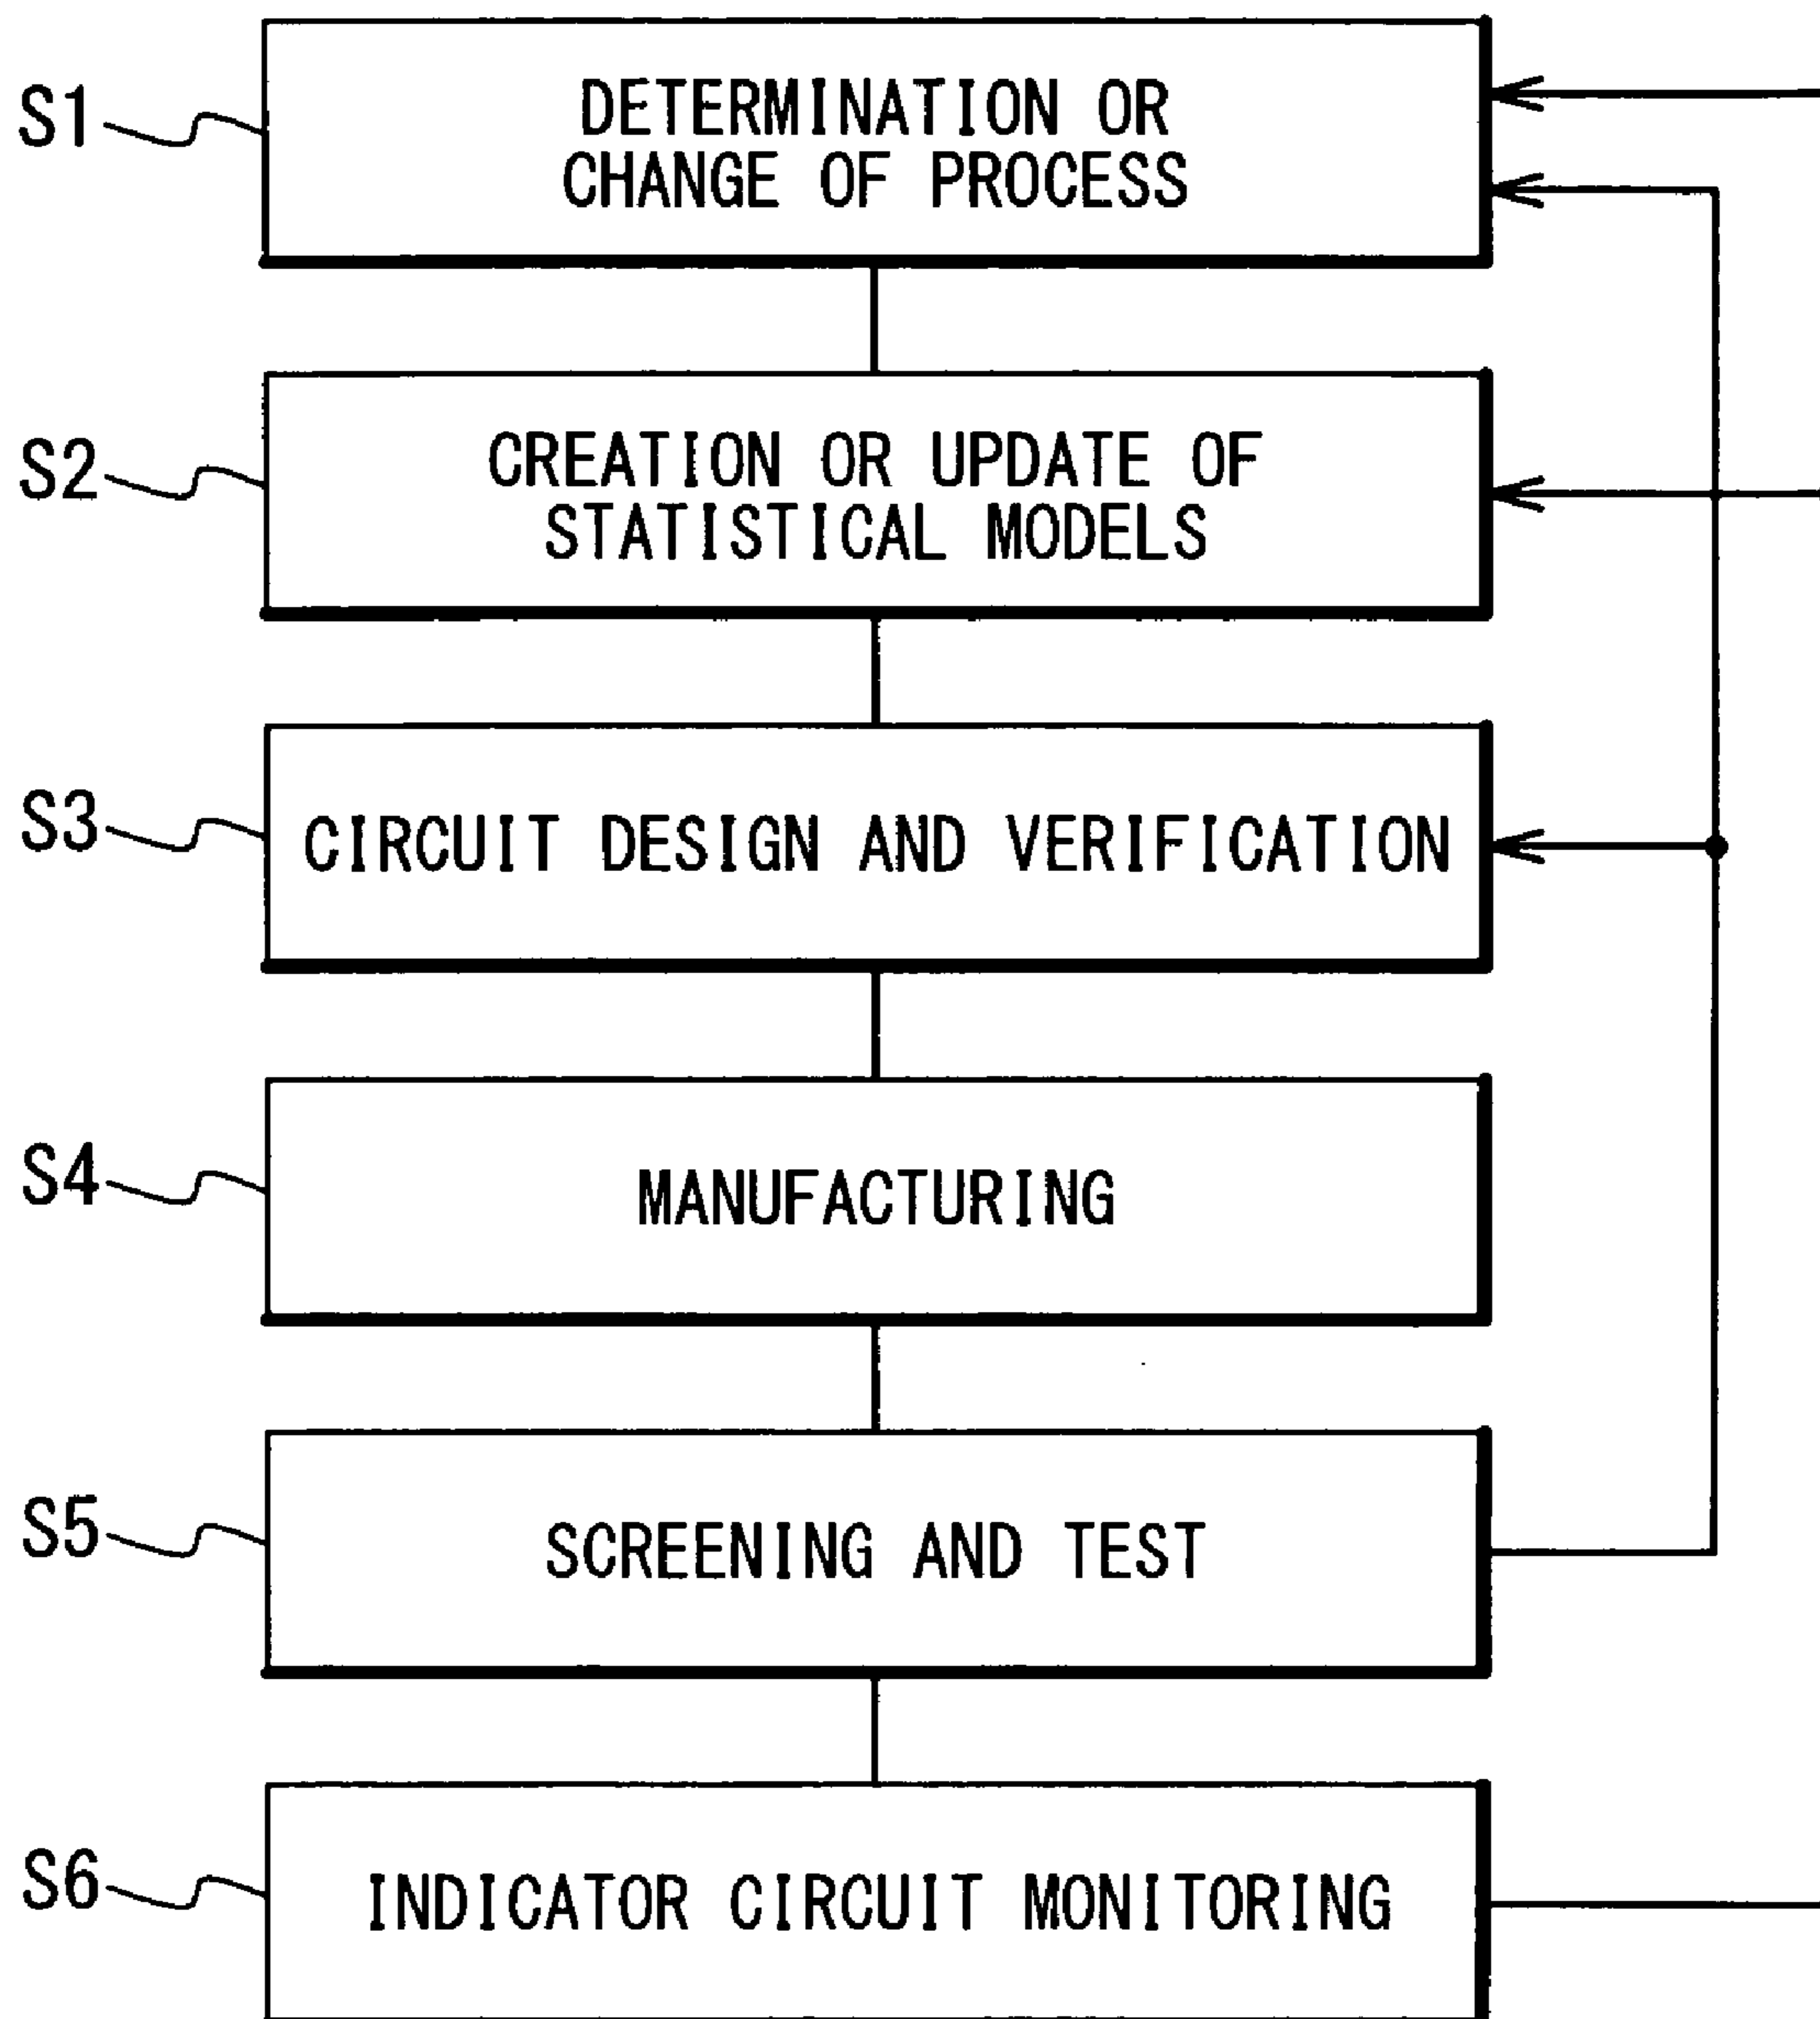 S1
DETERMINATION OR
CHANGE OF PROCESS
S2
CREATION OR UPDATE OF
STATISTICAL MODELS
S3
CIRCUIT DESIGN AND VERIFICATION
S4
MANUFACTURING
S5
SCREENING AND TEST
S6
INDICATOR CIRCUIT MONITORING